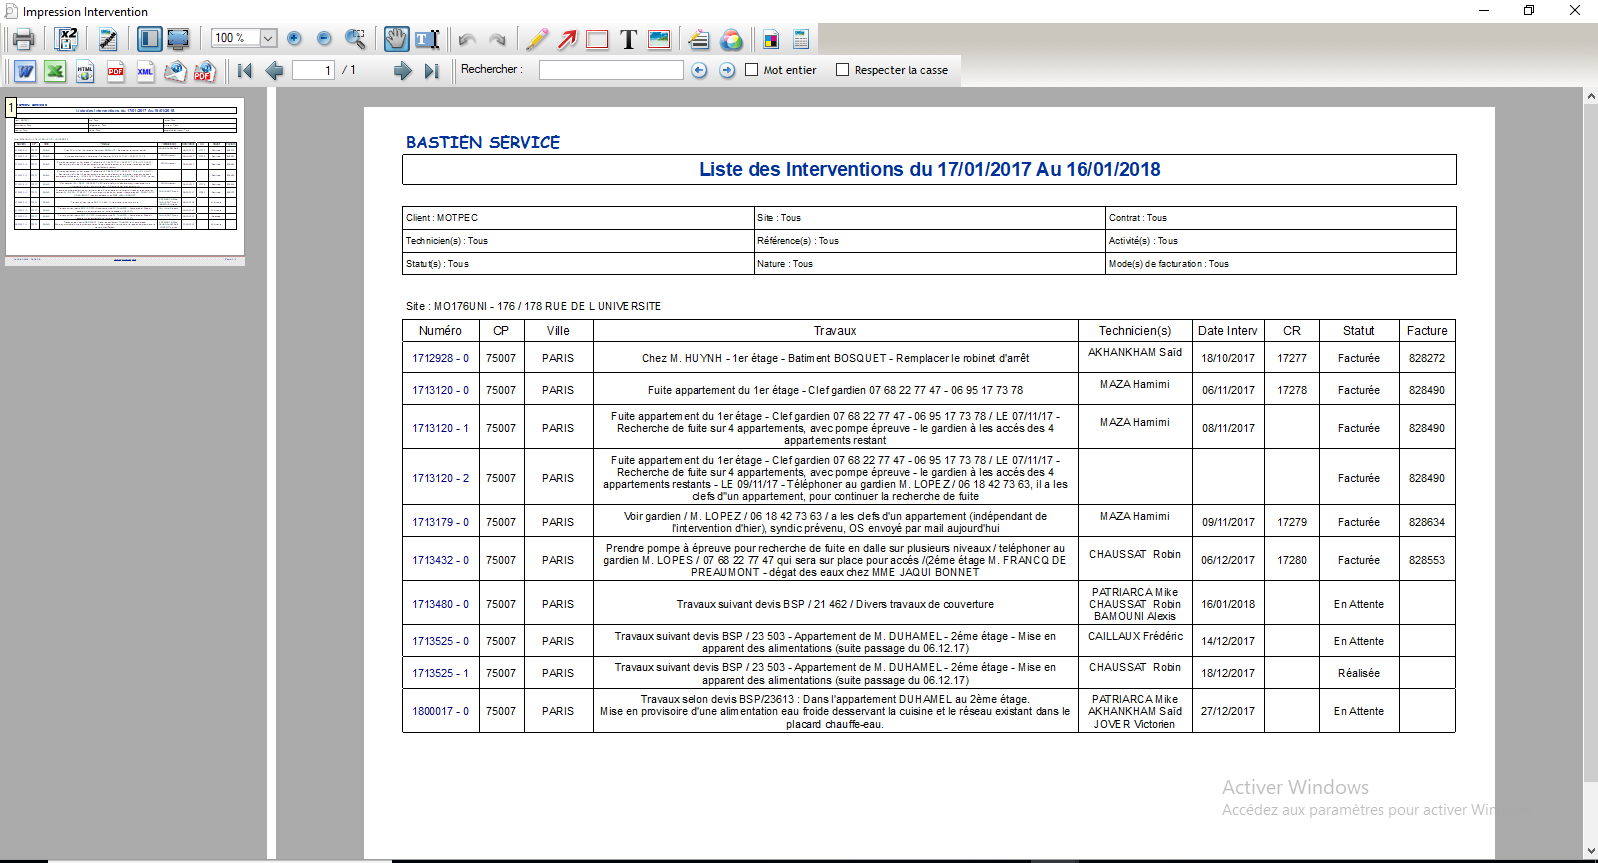 Impression Intervention
x2
100 %
T
T
W
HTML
PDF
XML
PDF
1
/ 1
Rechercher :
Mot entier
Respecter la casse
1
BASTIEN SERVICE
Liste des Interventions du 17/01/2017 Au 16/01/2018
Client : MOTPEC
Site : Tous
Contrat : Tous
Technicien(s) : Tous
Référence(s) : Tous
Activité(s) : Tous
Statut(s) : Tous
Nature : Tous
Mode(s) de facturation : Tous
Site : MO176UNI - 176 / 178 RUE DE L UNIVERSITE
Numéro CP Ville Travaux Technicien(s) Date Interv CR Statut Facture
1712928 - 0 75007 PARIS Chez M. HUYNH - 1er étage - Batiment BOSQUET - Remplacer le robinet d'arrêt AKHANKHAM Saïd 18/10/2017 17277 Facturée 828272
1713120 - 0 75007 PARIS Fuite appartement du 1er étage - Clef gardien 07 68 22 77 47 - 06 95 17 73 78 MAZA Hamimi 06/11/2017 17278 Facturée 828490
Fuite appartement du 1er étage - Clef gardien 07 68 22 77 47 - 06 95 17 73 78 / LE 07/11/17 -
1713120 - 1 75007 PARIS Recherche de fuite sur 4 appartements, avec pompe épreuve - le gardien à les accés des 4 MAZA Hamimi 08/11/2017 Facturée 828490
appartements restant
Fuite appartement du 1er étage - Clef gardien 07 68 22 77 47 - 06 95 17 73 78 / LE 07/11/17 -
Recherche de fuite sur 4 appartements, avec pompe épreuve - le gardien à les accés des 4
1713120 - 2 75007 PARIS appartements restants - LE 09/11/17 - Téléphoner au gardien M. LOPEZ / 06 18 42 73 63, il a les Facturée 828490
clefs d''un appartement, pour continuer la recherche de fuite
Voir gardien / M. LOPEZ / 06 18 42 73 63 / a les clefs d'un appartement (indépendant de
1713179 - 0 75007 PARIS l'intervention d'hier), syndic prévenu, OS envoyé par mail aujourd'hui MAZA Hamimi 09/11/2017 17279 Facturée 828634
Prendre pompe à épreuve pour recherche de fuite en dalle sur plusieurs niveaux / teléphoner au
1713432 - 0 75007 PARIS gardien M. LOPES / 07 68 22 77 47 qui sera sur place pour accès /(2ème étage M. FRANCQ DE CHAUSSAT Robin 06/12/2017 17280 Facturée 828553
PREAUMONT - dégat des eaux chez MME JAQUI BONNET
PATRIARCA Mike
1713480 - 0 75007 PARIS Travaux suivant devis BSP / 21 462 / Divers travaux de couverture CHAUSSAT Robin 16/01/2018 En Attente
BAMOUNI Alexis
Travaux suivant devis BSP / 23 503 - Appartement de M. DUHAMEL - 2éme étage - Mise en
1713525 - 0 75007 PARIS apparent des alimentations (suite passage du 06.12.17) CAILLAUX Frédéric 14/12/2017 En Attente
Travaux suivant devis BSP / 23 503 - Appartement de M. DUHAMEL - 2éme étage - Mise en
1713525 - 1 75007 PARIS apparent des alimentations (suite passage du 06.12.17) CHAUSSAT Robin 18/12/2017 Réalisée
Travaux selon devis BSP/23613 : Dans l'appartement DUHAMEL au 2ème étage. PATRIARCA Mike
1800017 - 0 75007 PARIS Mise en provisoire d'une alimentation eau froide desservant la cuisine et le réseau existant dans le AKHANKHAM Saïd 27/12/2017 En Attente
placard chauffe-eau. JOVER Victorien
Activer Windows
Accédez aux paramètres pour activer Win